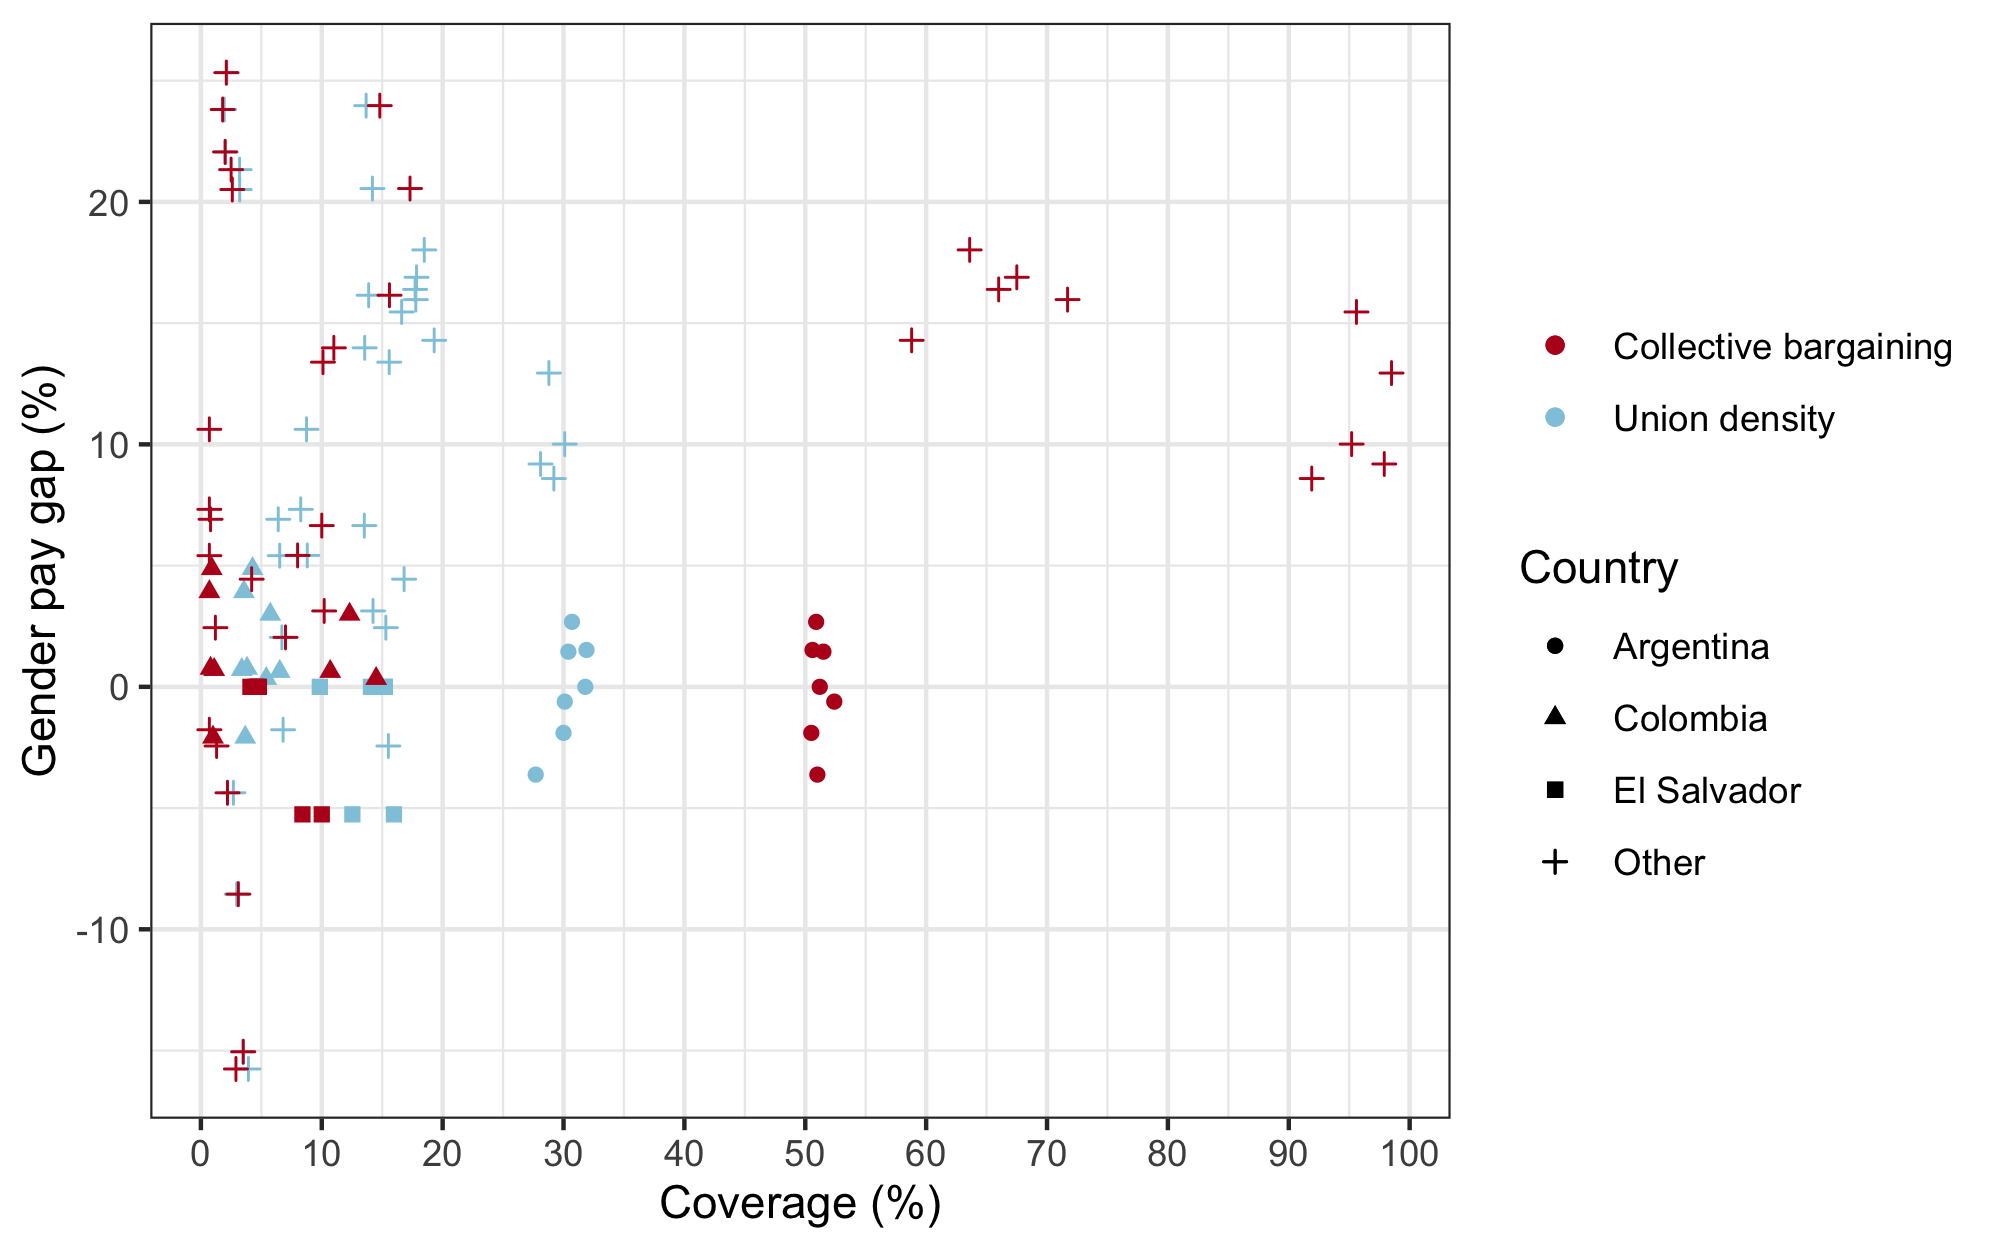 Gender pay gap (%)
20
10
0
-10
0 10 20 30 40 50 60 70 80 90 100
Coverage (%)
Collective bargaining
Union density
Country
Argentina
Colombia
El Salvador
Other